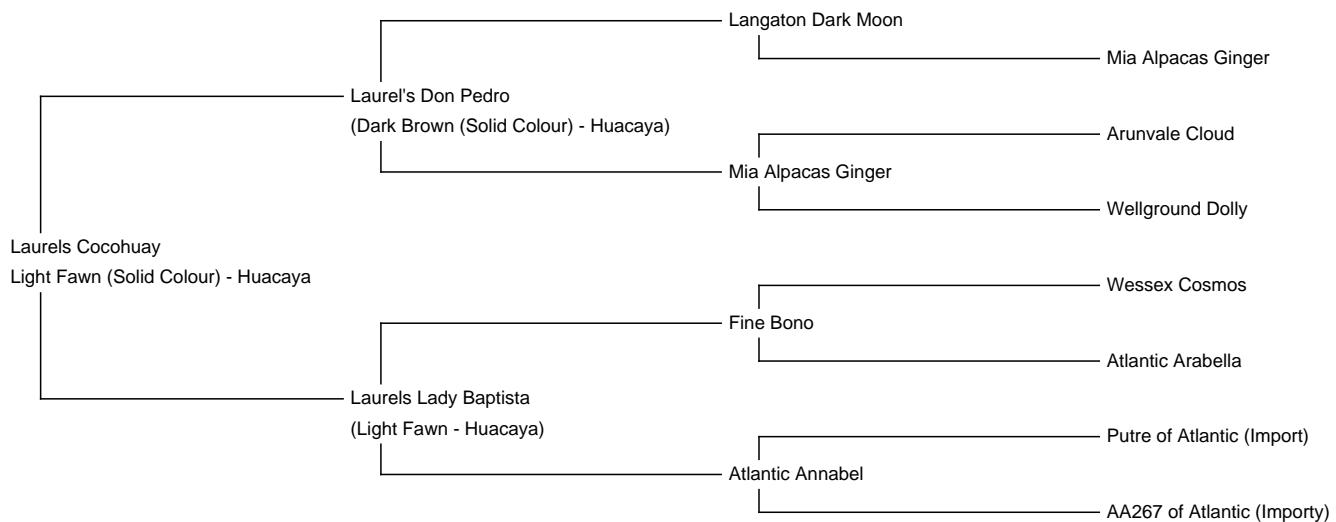 Langaton Dark Moon
Mia Alpacas Ginger
Laurel's Don Pedro
(Dark Brown (Solid Colour) - Huacaya)
Arunvale Cloud
Mia Alpacas Ginger
Wellground Dolly
Laurels Cocohuay
Light Fawn (Solid Colour) - Huacaya
Wessex Cosmos
Fine Bono
Atlantic Arabella
Laurels Lady Baptista
(Light Fawn - Huacaya)
Putre of Atlantic (Import)
Atlantic Annabel
AA267 of Atlantic (Importy)